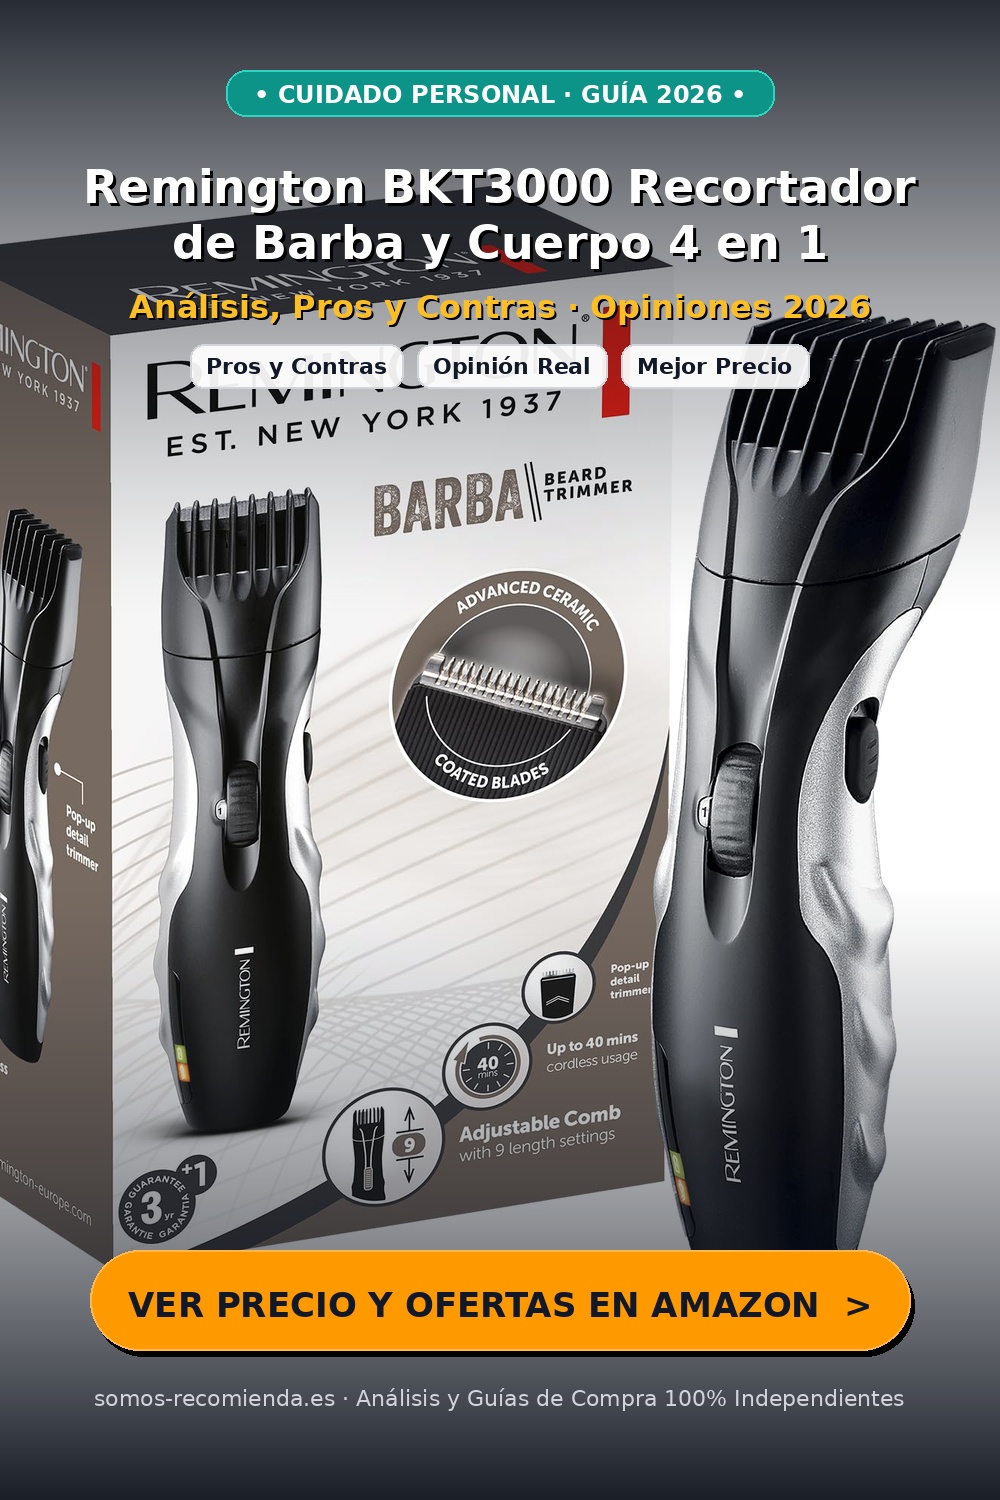 • CUIDADO PERSONAL · GUÍA 2026 •
Remington BKT3000 Recortador
de Barba y Cuerpo 4 en 1
Análisis, Pros y Contras · Opiniones 2026
Pros y Contras
Opinión Real
Mejor Precio
REMINGTON®
EST. NEW YORK 1937
BARBA
BEARD
TRIMMER
ADVANCED CERAMIC
COATED BLADES
Pop-up
detail
trimmer
1
1
REMINGTON
REMINGTON
Pop-up
detail
trimmer
40
mins
Up to 40 mins
cordless usage
9
Adjustable Comb
with 9 length settings
+1
GUARANTEE
3 yr
GARANTIE GARANTIA
VER PRECIO Y OFERTAS EN AMAZON >
somos-recomienda.es · Análisis y Guías de Compra 100% Independientes